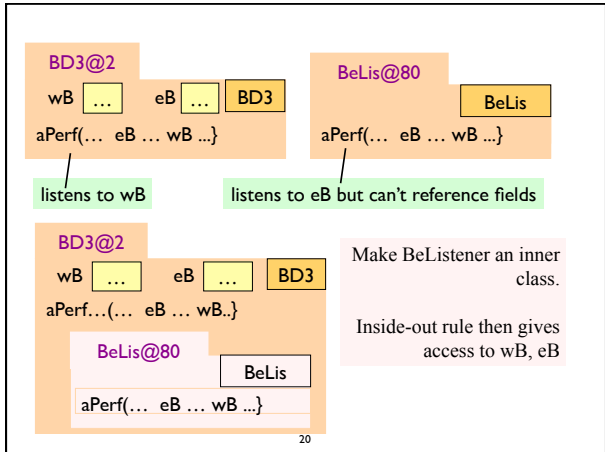 BD3@2
wB … eB … BD3
aPerf(… eB … wB ...}
listens to wB
BeLis@80
BeLis
aPerf(… eB … wB ...}
listens to eB but can’t reference fields
BD3@2
wB … eB … BD3
aPerf…(… eB … wB..}
BeLis@80
BeLis
aPerf(… eB … wB ...}
Make BeListener an inner
class.
Inside-out rule then gives
access to wB, eB
20